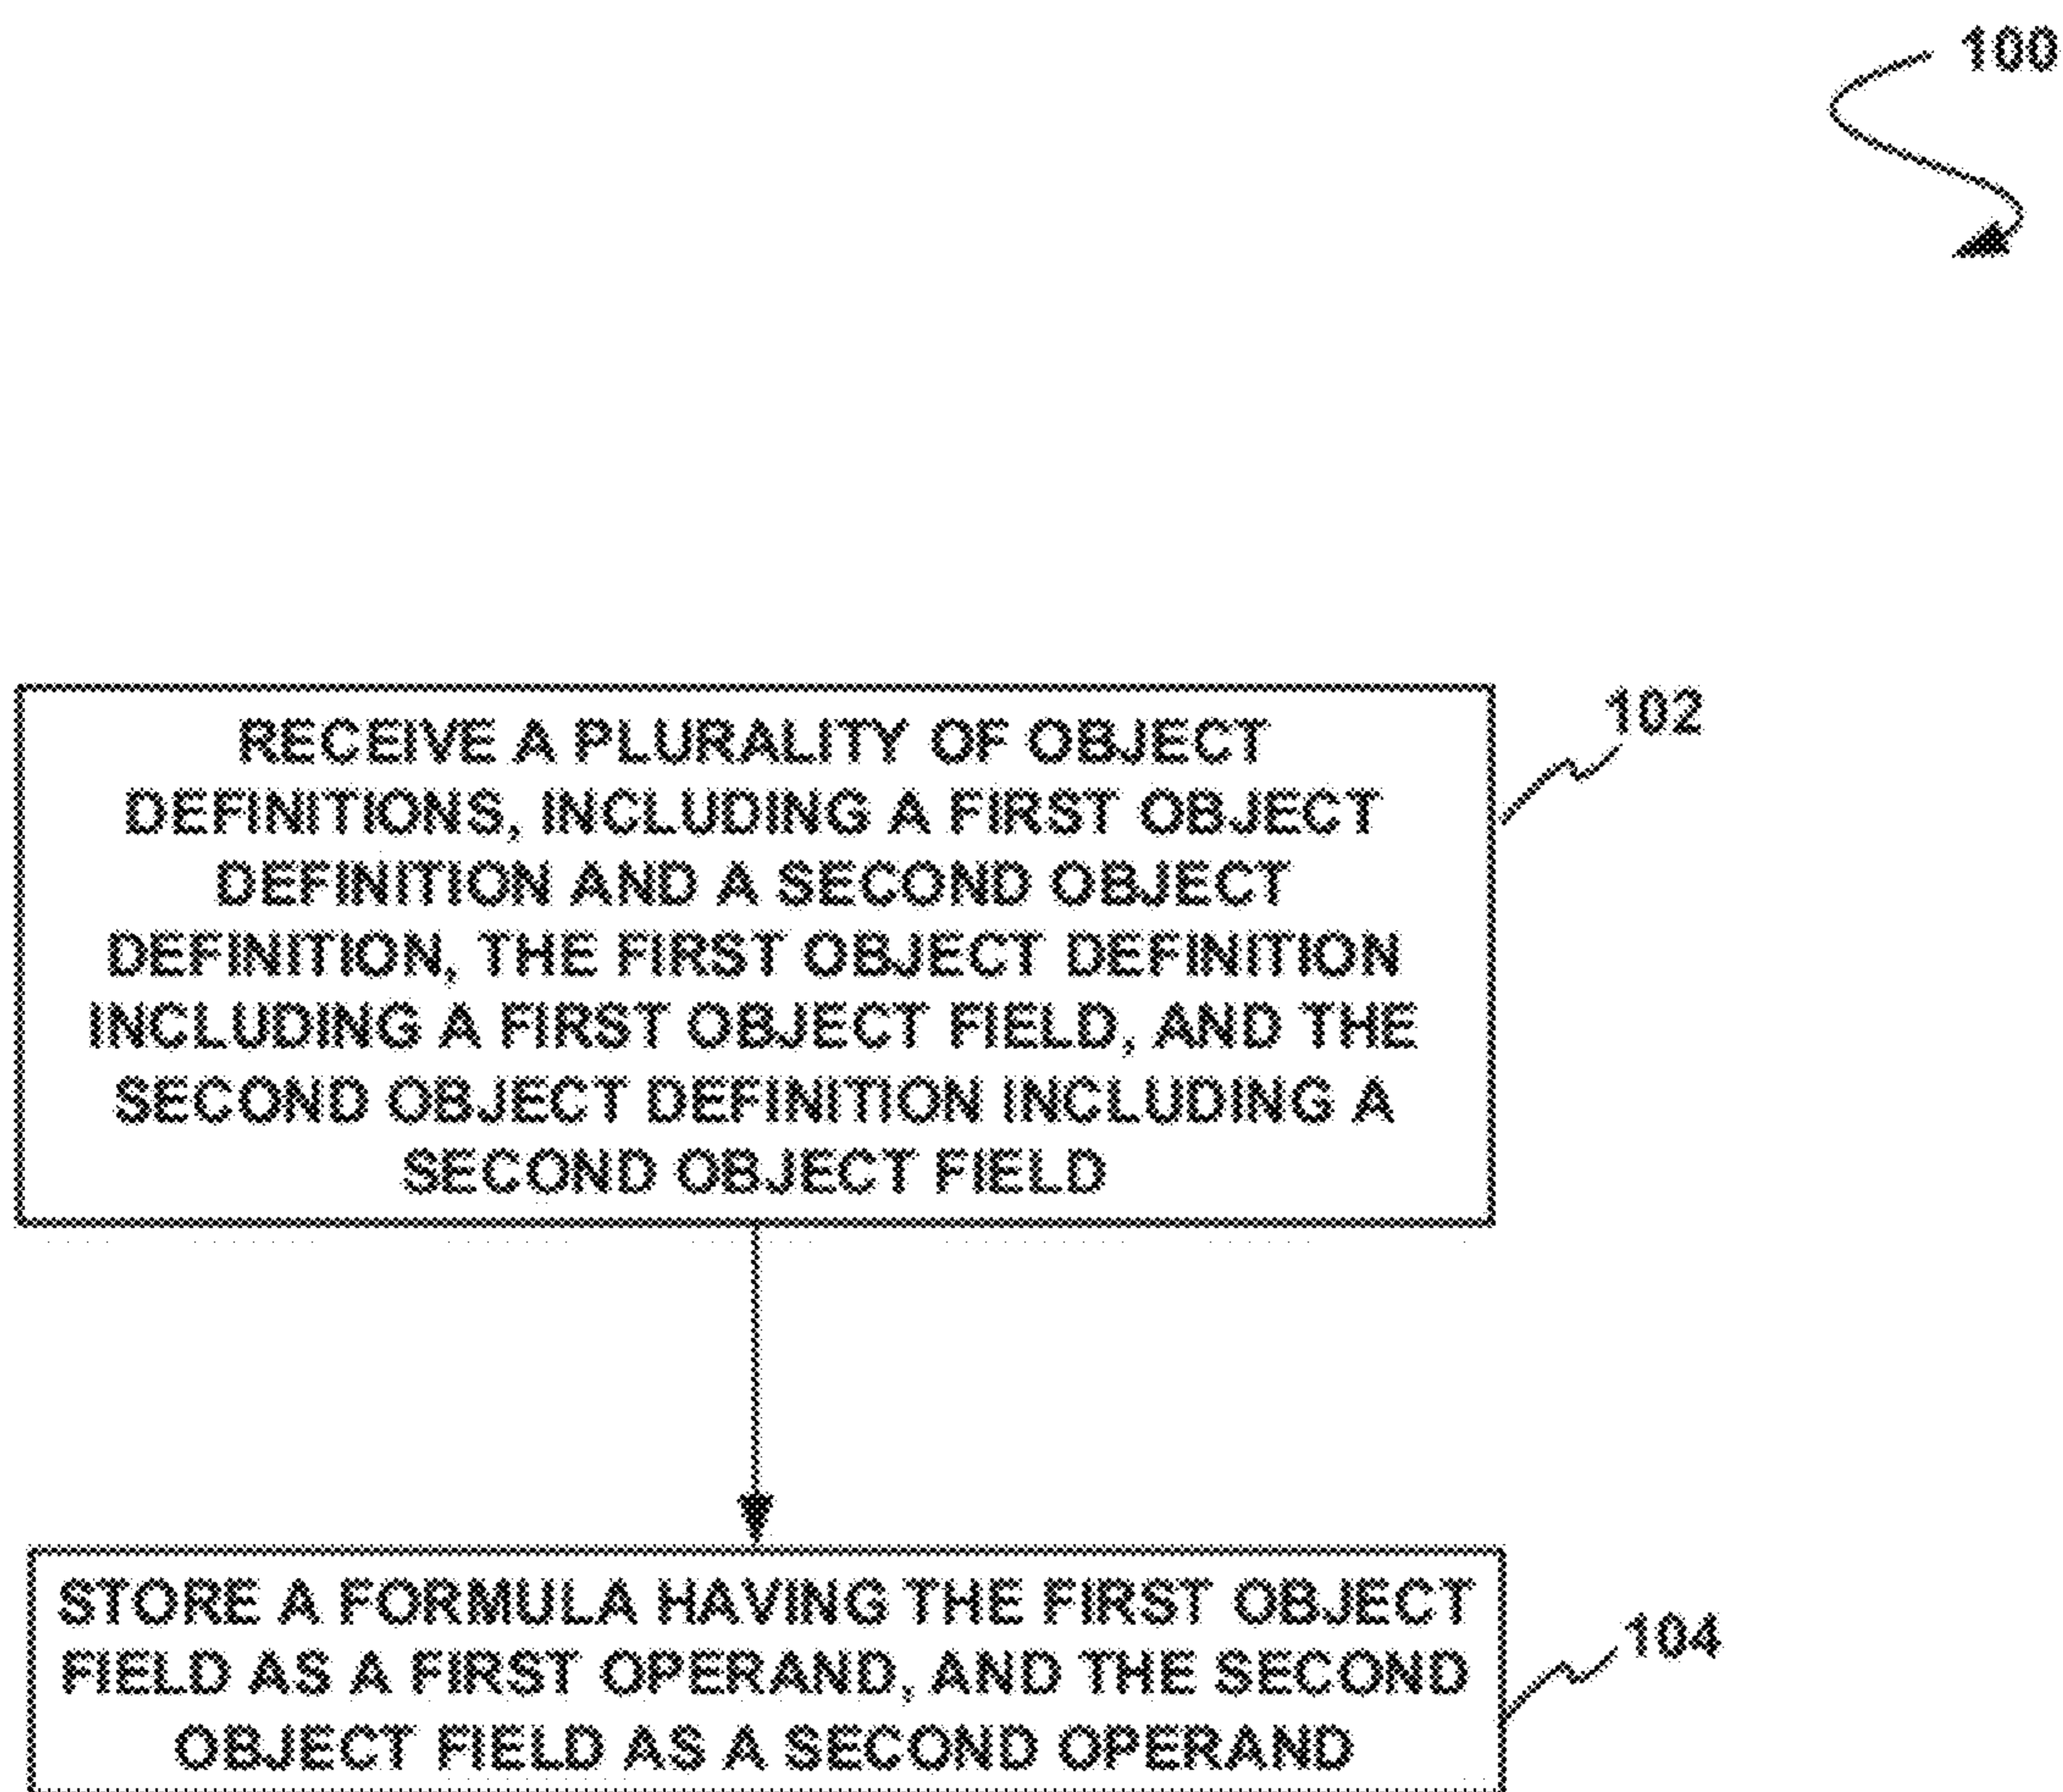 100
RECEIVE A PLURALITY OF OBJECT
DEFINITIONS, INCLUDING A FIRST OBJECT
DEFINITION AND A SECOND OBJECT
DEFINITION, THE FIRST OBJECT DEFINITION
INCLUDING A FIRST OBJECT FIELD, AND THE
SECOND OBJECT DEFINITION INCLUDING A
SECOND OBJECT FIELD
102
STORE A FORMULA HAVING THE FIRST OBJECT
FIELD AS A FIRST OPERAND, AND THE SECOND
OBJECT FIELD AS A SECOND OPERAND
104